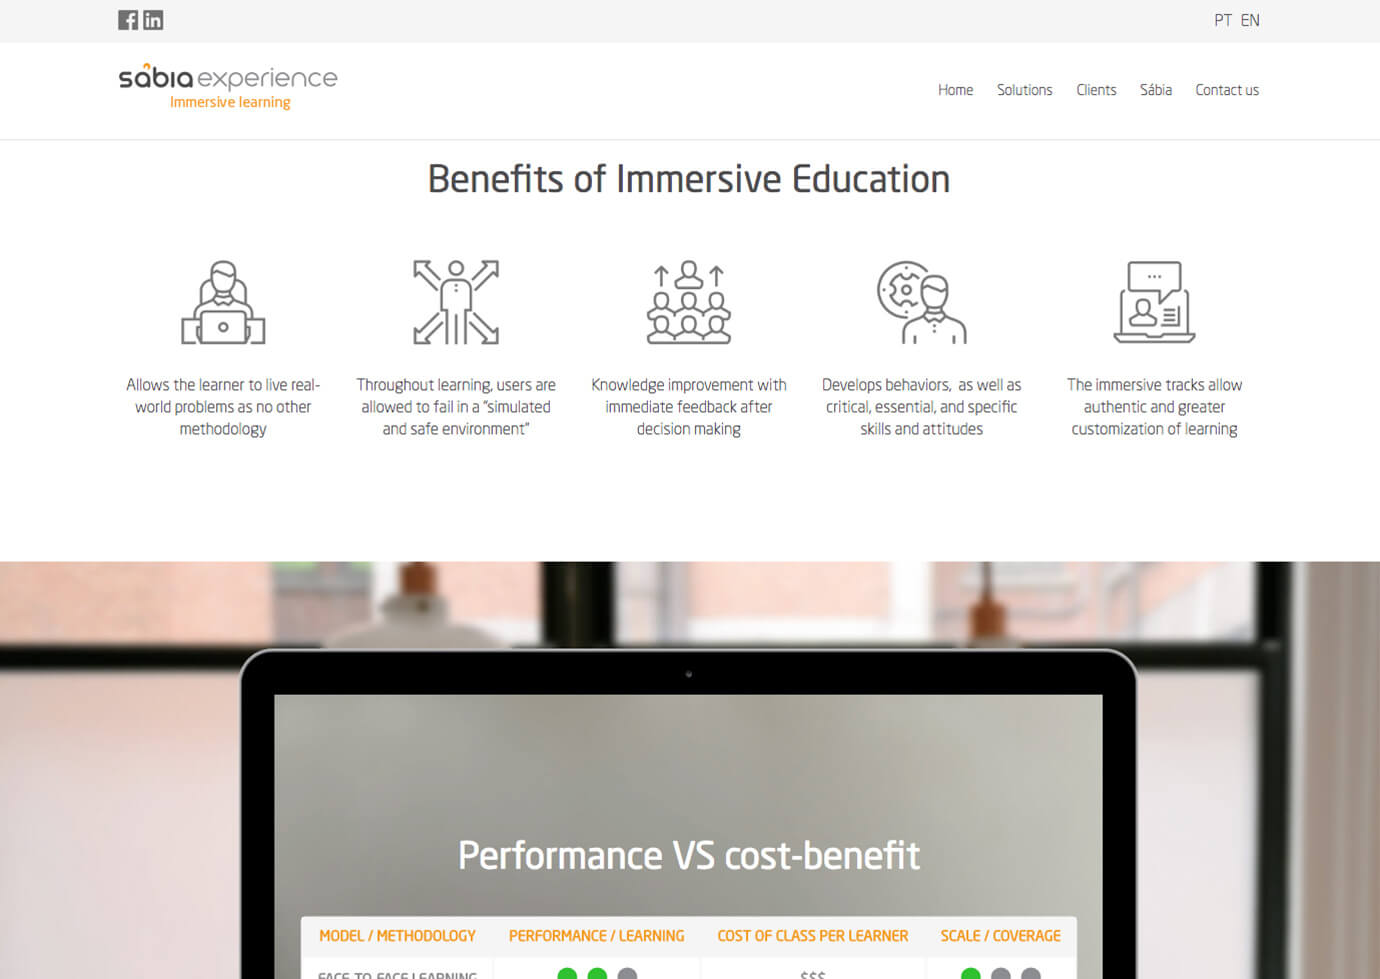 PT EN
sábia experience
Immersive learning
Home Solutions Clients Sábia Contact us
Benefits of Immersive Education
Allows the learner to live real-
world problems as no other
methodology
Throughout learning, users are
allowed to fail in a "simulated
and safe environment"
Knowledge improvement with
immediate feedback after
decision making
Develops behaviors,  as well as
critical, essential, and specific
skills and attitudes
The immersive tracks allow
authentic and greater
customization of learning
Performance VS cost-benefit
MODEL / METHODOLOGY PERFORMANCE / LEARNING COST OF CLASS PER LEARNER SCALE / COVERAGE
FACE-TO-FACE LEARNING $$$